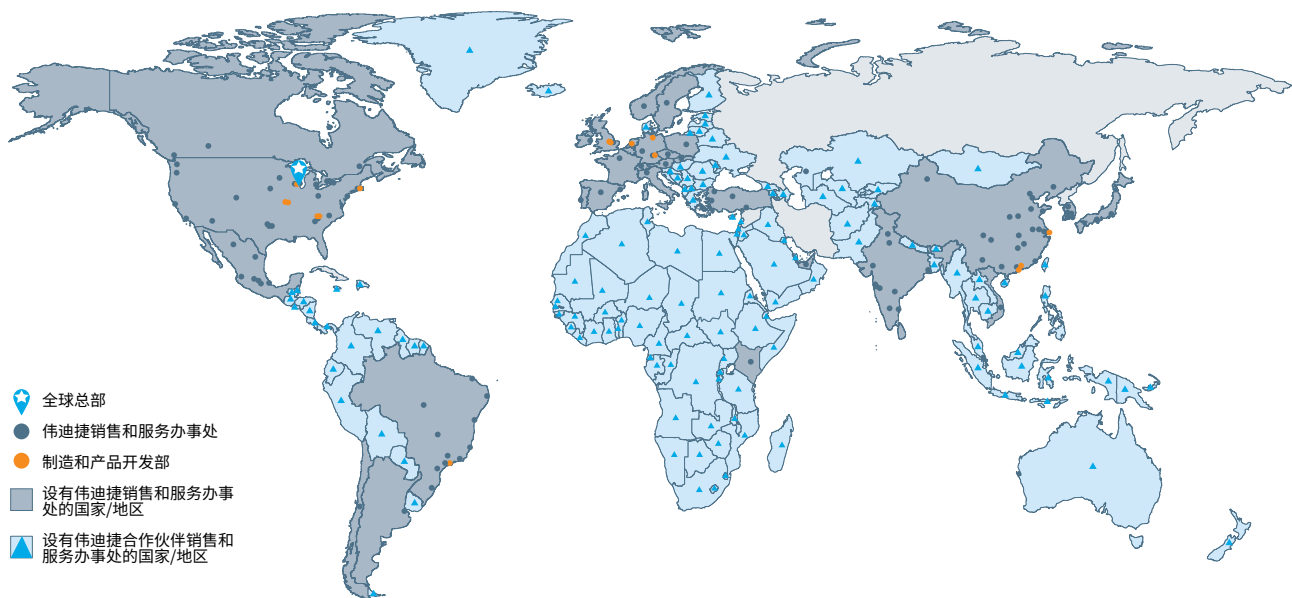 全球总部
伟迪捷销售和服务办事处
制造和产品开发部
设有伟迪捷销售和服务办事
处的国家/地区
设有伟迪捷合作伙伴销售和
服务办事处的国家/地区